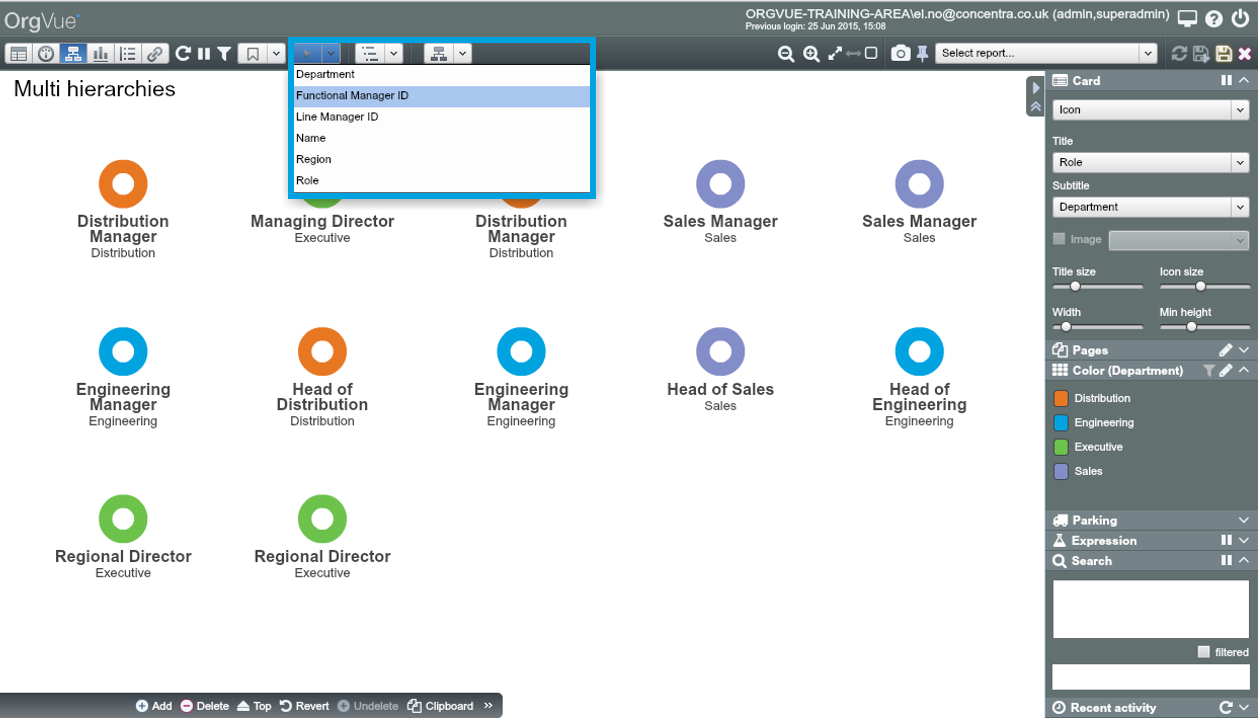 OrgVue
ORGVUE-TRAINING-AREA\el.no@concentra.co.uk (admin,superadmin)
Previous login: 25 Jun 2015, 15:08
Select report...
Multi hierarchies
Department
Functional Manager ID
Line Manager ID
Name
Region
Role
Distribution
Manager
Distribution
Managing Director
Executive
Distribution
Manager
Distribution
Sales Manager
Sales
Sales Manager
Sales
Engineering
Manager
Engineering
Head of
Distribution
Distribution
Engineering
Manager
Engineering
Head of Sales
Sales
Head of
Engineering
Engineering
Regional Director
Executive
Regional Director
Executive
Card
Icon
Title
Role
Subtitle
Department
Image
Title size
Icon size
Width
Min height
Pages
Color (Department)
Distribution
Engineering
Executive
Sales
Parking
Expression
Search
filtered
Recent activity
Add
Delete
Top
Revert
Undelete
Clipboard